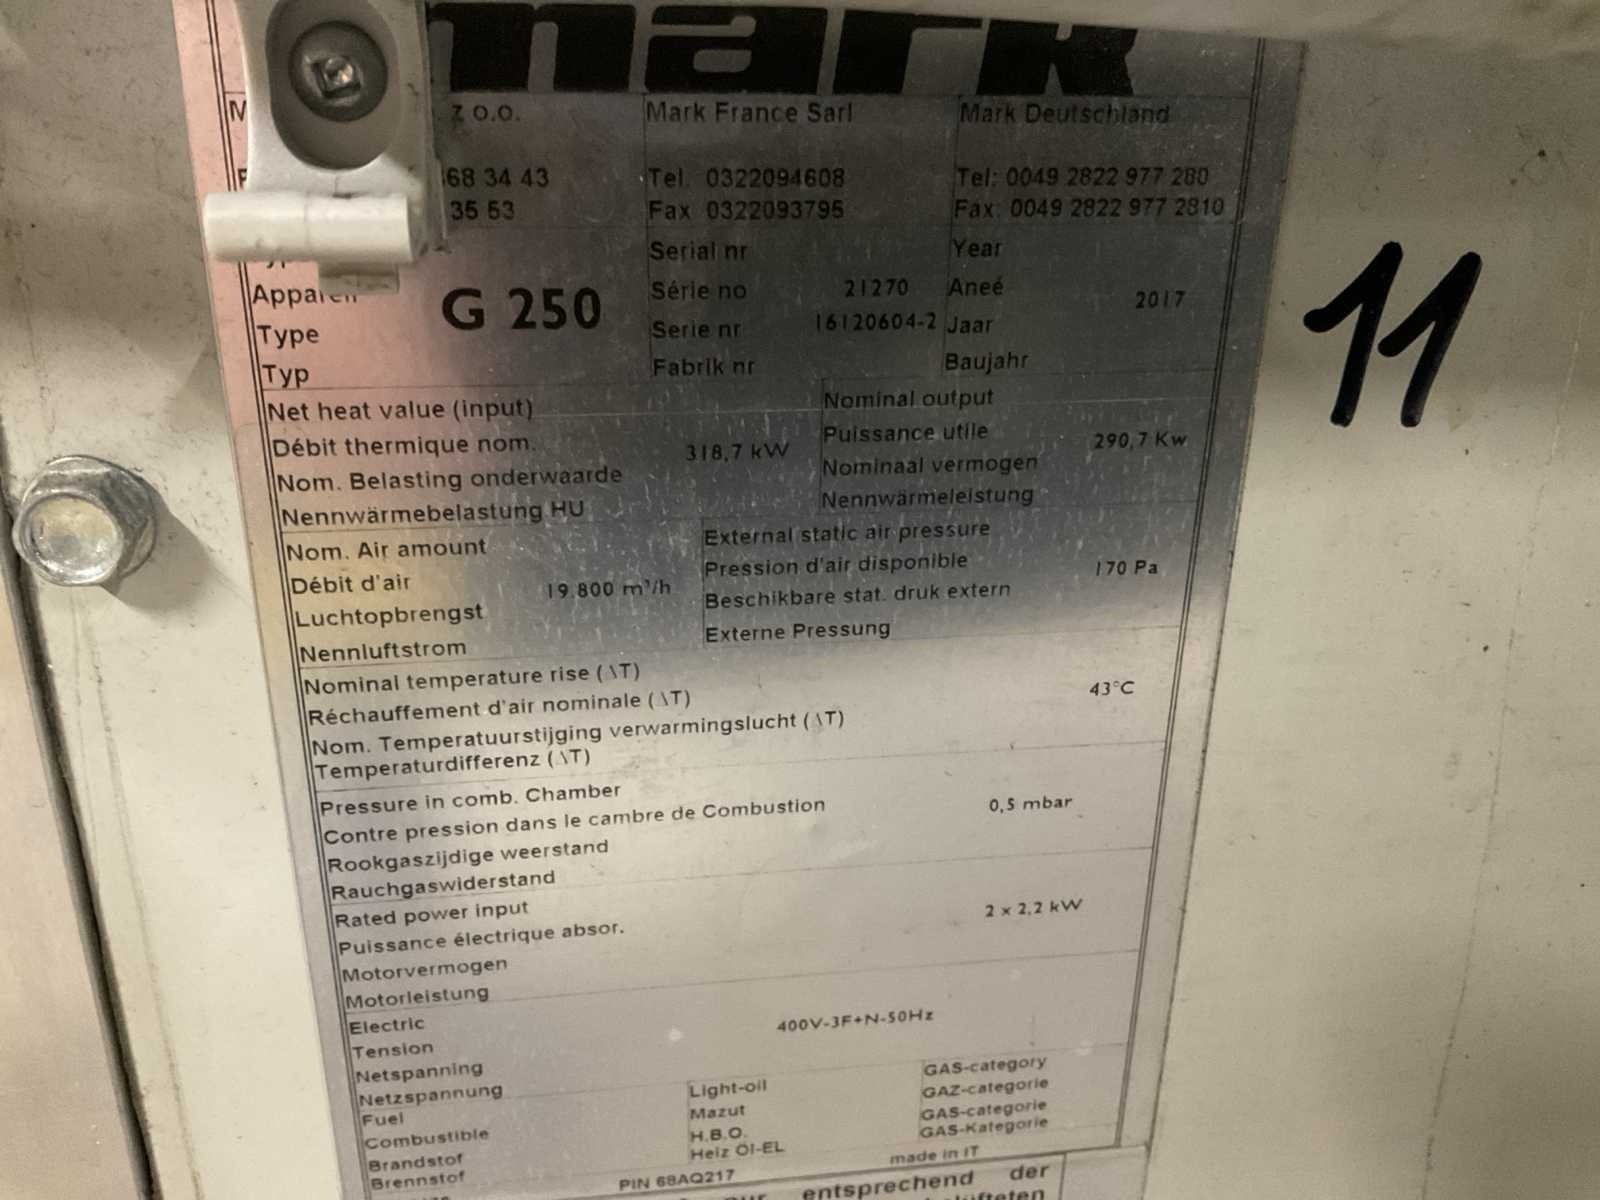 mark
z o.o. Mark France Sarl Mark Deutschland
68 34 43 Tel. 0322094608 Tel: 0049 2822 977 280
35 53 Fax 0322093795 Fax: 0049 2822 977 2810
Serial nr Year
Appareil G 250 Série no 21270 Aneé 2017
Type Serie nr 16120604-2 Jaar
Typ Fabrik nr Baujahr
11
Net heat value (input) Nominal output
Débit thermique nom. 318,7 kW Puissance utile 290,7 Kw
Nom. Belasting onderwaarde Nominaal vermogen
Nennwärmebelastung HU Nennwärmeleistung
Nom. Air amount External static air pressure
Débit d'air 19.800 m³/h Pression d'air disponible 170 Pa
Luchtopbrengst Beschikbare stat. druk extern
Nennluftstrom Externe Pressung
Nominal temperature rise (∆T)
Réchauffement d'air nominale (∆T) 43°C
Nom. Temperatuurstijging verwarmingslucht (∆T)
Temperaturdifferenz (∆T)
Pressure in comb. Chamber
Contre pression dans le cambre de Combustion 0,5 mbar
Rookgaszijdige weerstand
Rauchgaswiderstand
Rated power input
Puissance électrique absor. 2 x 2,2 kW
Motorvermogen
Motorleistung
Electric
Tension 400V-3F+N-50Hz
Netspanning
Netzspannung
Fuel Light-oil GAS-category
Combustible Mazut GAZ-categorie
Brandstof H.B.O. GAS-categorie
Brennstof Heiz Öl-EL GAS-Kategorie
PIN 68AQ217 made in IT
entsprechend der